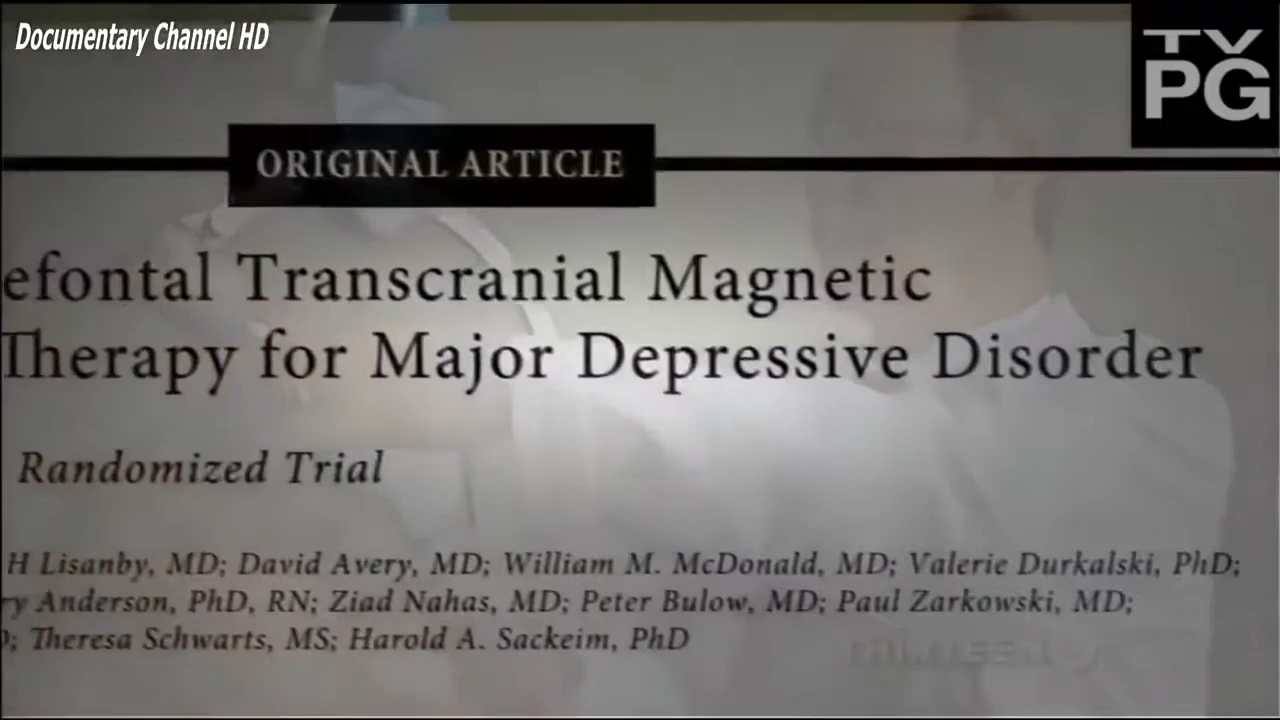 Documentary Channel HD
TV
PG
ORIGINAL ARTICLE
efontal Transcranial Magnetic
Therapy for Major Depressive Disorder
Randomized Trial
H Lisanby, MD; David Avery, MD; William M. McDonald, MD; Valerie Durkalski, PhD;
ry Anderson, PhD, RN; Ziad Nahas, MD; Peter Bulow, MD; Paul Zarkowski, MD;
; Theresa Schwarts, MS; Harold A. Sackeim, PhD
THIRTEEN